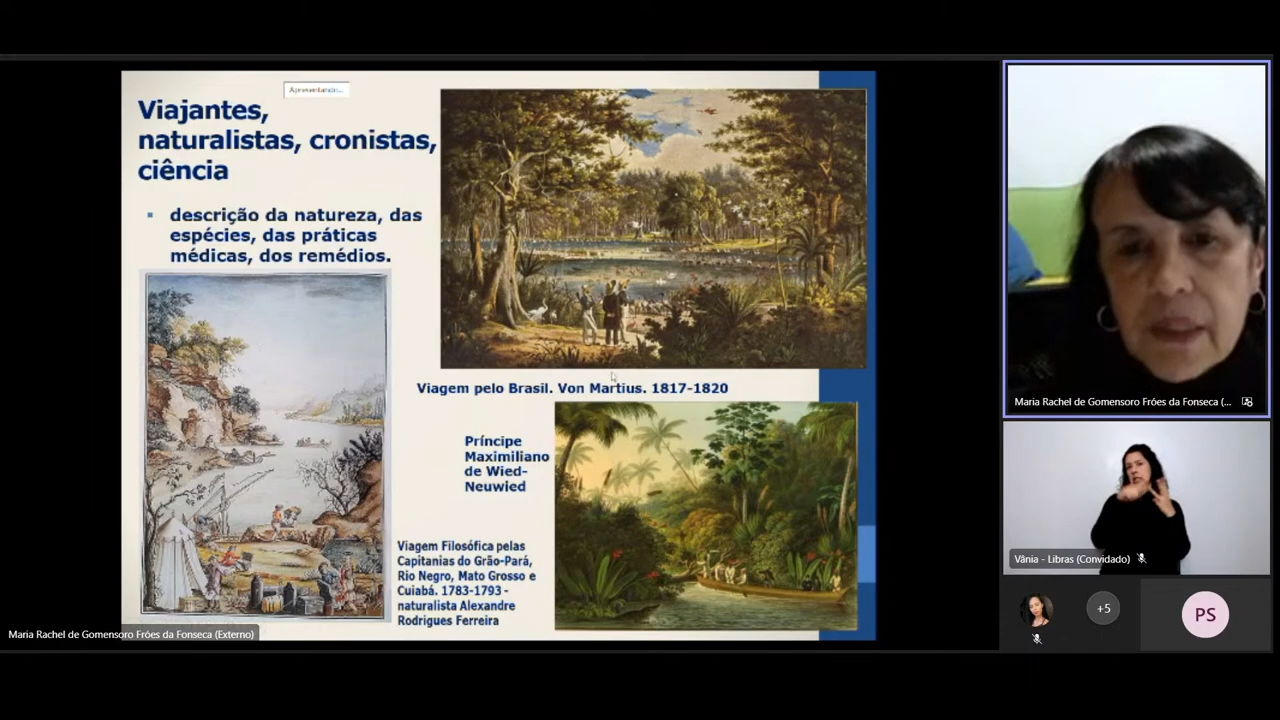 Apresentando...
Viajantes,
naturalistas, cronistas,
ciência
descrição da natureza, das
espécies, das práticas
médicas, dos remédios.
Viagem pelo Brasil. Von Martius. 1817-1820
Príncipe
Maximiliano
de Wied-
Neuwied
Viagem Filosófica pelas
Capitanias do Grão-Pará,
Rio Negro, Mato Grosso e
Cuiabá. 1783-1793 -
naturalista Alexandre
Rodrigues Ferreira
Maria Rachel de Gomensoro Fróes da Fonseca (Externo)
Maria Rachel de Gomensoro Fróes da Fonseca (...
Vânia - Libras (Convidado)
+5
PS